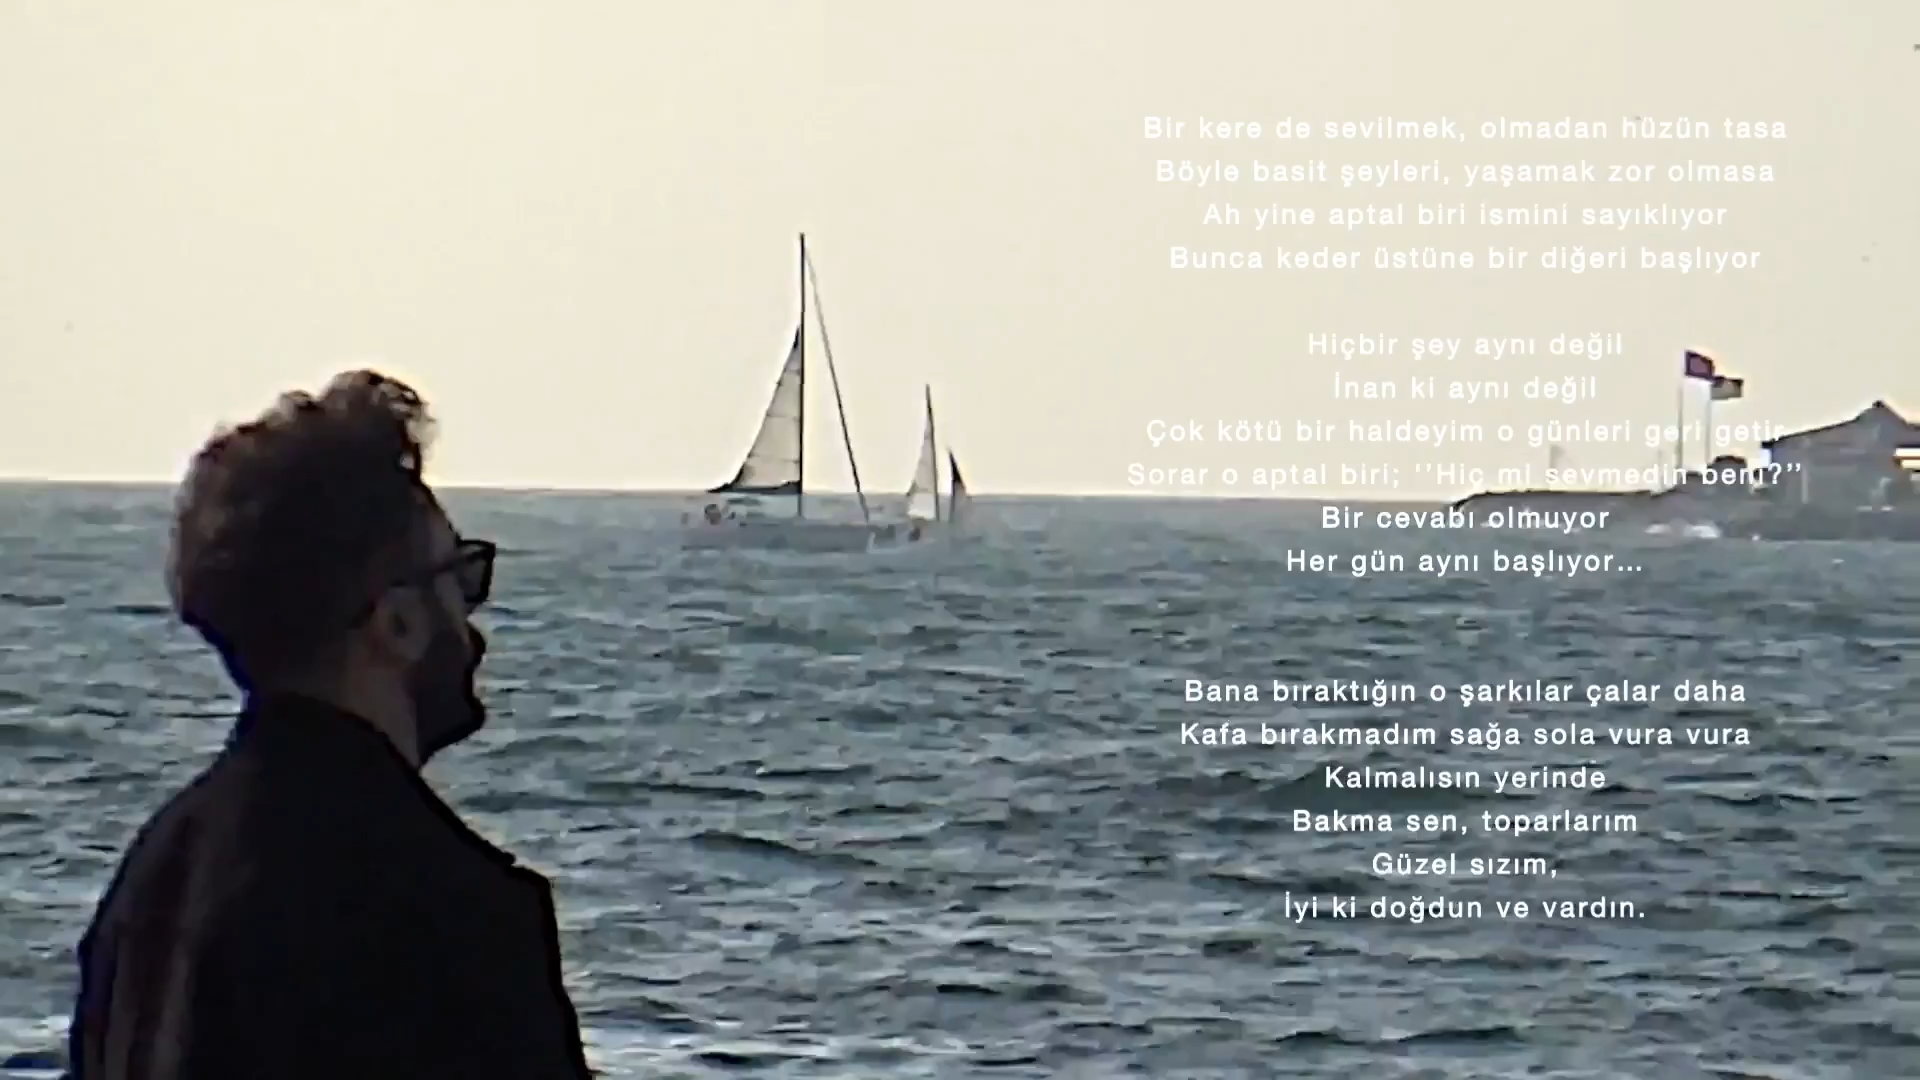 Bir kere de sevilmek, olmadan hüzün tasa
Böyle basit şeyleri, yaşamak zor olmasa
Ah yine aptal biri ismini sayıklıyor
Bunca keder üstüne bir diğeri başlıyor
Hiçbir şey aynı değil
İnan ki aynı değil
Çok kötü bir haldeyim o günleri geri getir
Sorar o aptal biri; ''Hiç mi sevmedin beni?''
Bir cevabı olmuyor
Her gün aynı başlıyor...
Bana bıraktığın o şarkılar çalar daha
Kafa bırakmadım sağa sola vura vura
Kalmalısın yerinde
Bakma sen, toparlarım
Güzel sızım,
İyi ki doğdun ve vardın.